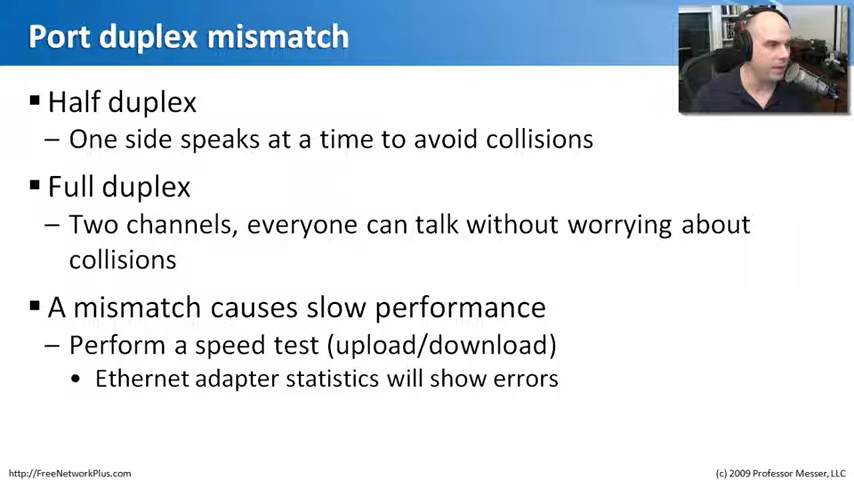 Port duplex mismatch
▪ Half duplex
– One side speaks at a time to avoid collisions
▪ Full duplex
– Two channels, everyone can talk without worrying about
collisions
▪ A mismatch causes slow performance
– Perform a speed test (upload/download)
• Ethernet adapter statistics will show errors
http://FreeNetworkPlus.com
(c) 2009 Professor Messer, LLC